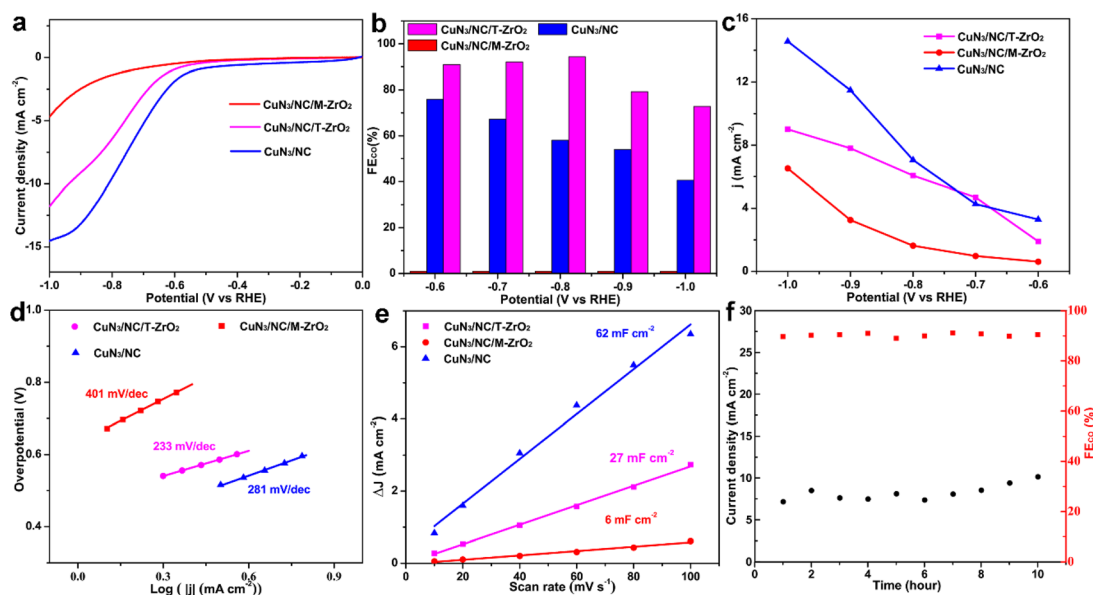 a
Current density (mA cm⁻²)
0
-5
-10
-15
CuN₃/NC/M-ZrO₂
CuN₃/NC/T-ZrO₂
CuN₃/NC
-1.0 -0.8 -0.6 -0.4 -0.2 0.0
Potential (V vs RHE)
b
CuN₃/NC/T-ZrO₂ CuN₃/NC
CuN₃/NC/M-ZrO₂
FEco(%)
100
80
60
40
20
0
-0.6 -0.7 -0.8 -0.9 -1.0
Potential (V vs RHE)
c
j (mA cm⁻²)
16
12
8
4
0
CuN₃/NC/T-ZrO₂
CuN₃/NC/M-ZrO₂
CuN₃/NC
-1.0 -0.9 -0.8 -0.7 -0.6
Potential (V vs RHE)
d
CuN₃/NC/T-ZrO₂ CuN₃/NC/M-ZrO₂
CuN₃/NC
Overpotential (V)
0.8
0.6
0.4
401 mV/dec
233 mV/dec
281 mV/dec
0.0 0.3 0.6 0.9
Log ( |j| (mA cm⁻²))
e
CuN₃/NC/T-ZrO₂
CuN₃/NC/M-ZrO₂
CuN₃/NC
ΔJ (mA cm⁻²)
6
4
2
0
62 mF cm⁻²
27 mF cm⁻²
6 mF cm⁻²
20 40 60 80 100
Scan rate (mV s⁻¹)
f
Current density (mA cm⁻²)
30
25
20
15
10
5
0
100
80
60
40
20
0
FEco (%)
0 2 4 6 8 10
Time (hour)